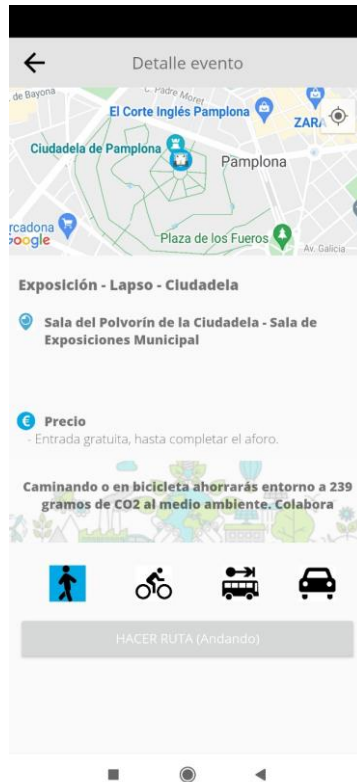 Detalle evento
de Bayona
C. Padre Moret
El Corte Inglés Pamplona
ZARA
Ciudadela de Pamplona
Pamplona
rcadona
Google
Plaza de los Fueros
Av. Galicia
Exposición - Lapso - Ciudadela
Sala del Polvorín de la Ciudadela - Sala de
Exposiciones Municipal
€ Precio
- Entrada gratuita, hasta completar el aforo.
Caminando o en bicicleta ahorrarás entorno a 239
gramos de CO2 al medio ambiente. Colabora
HACER RUTA (Andando)